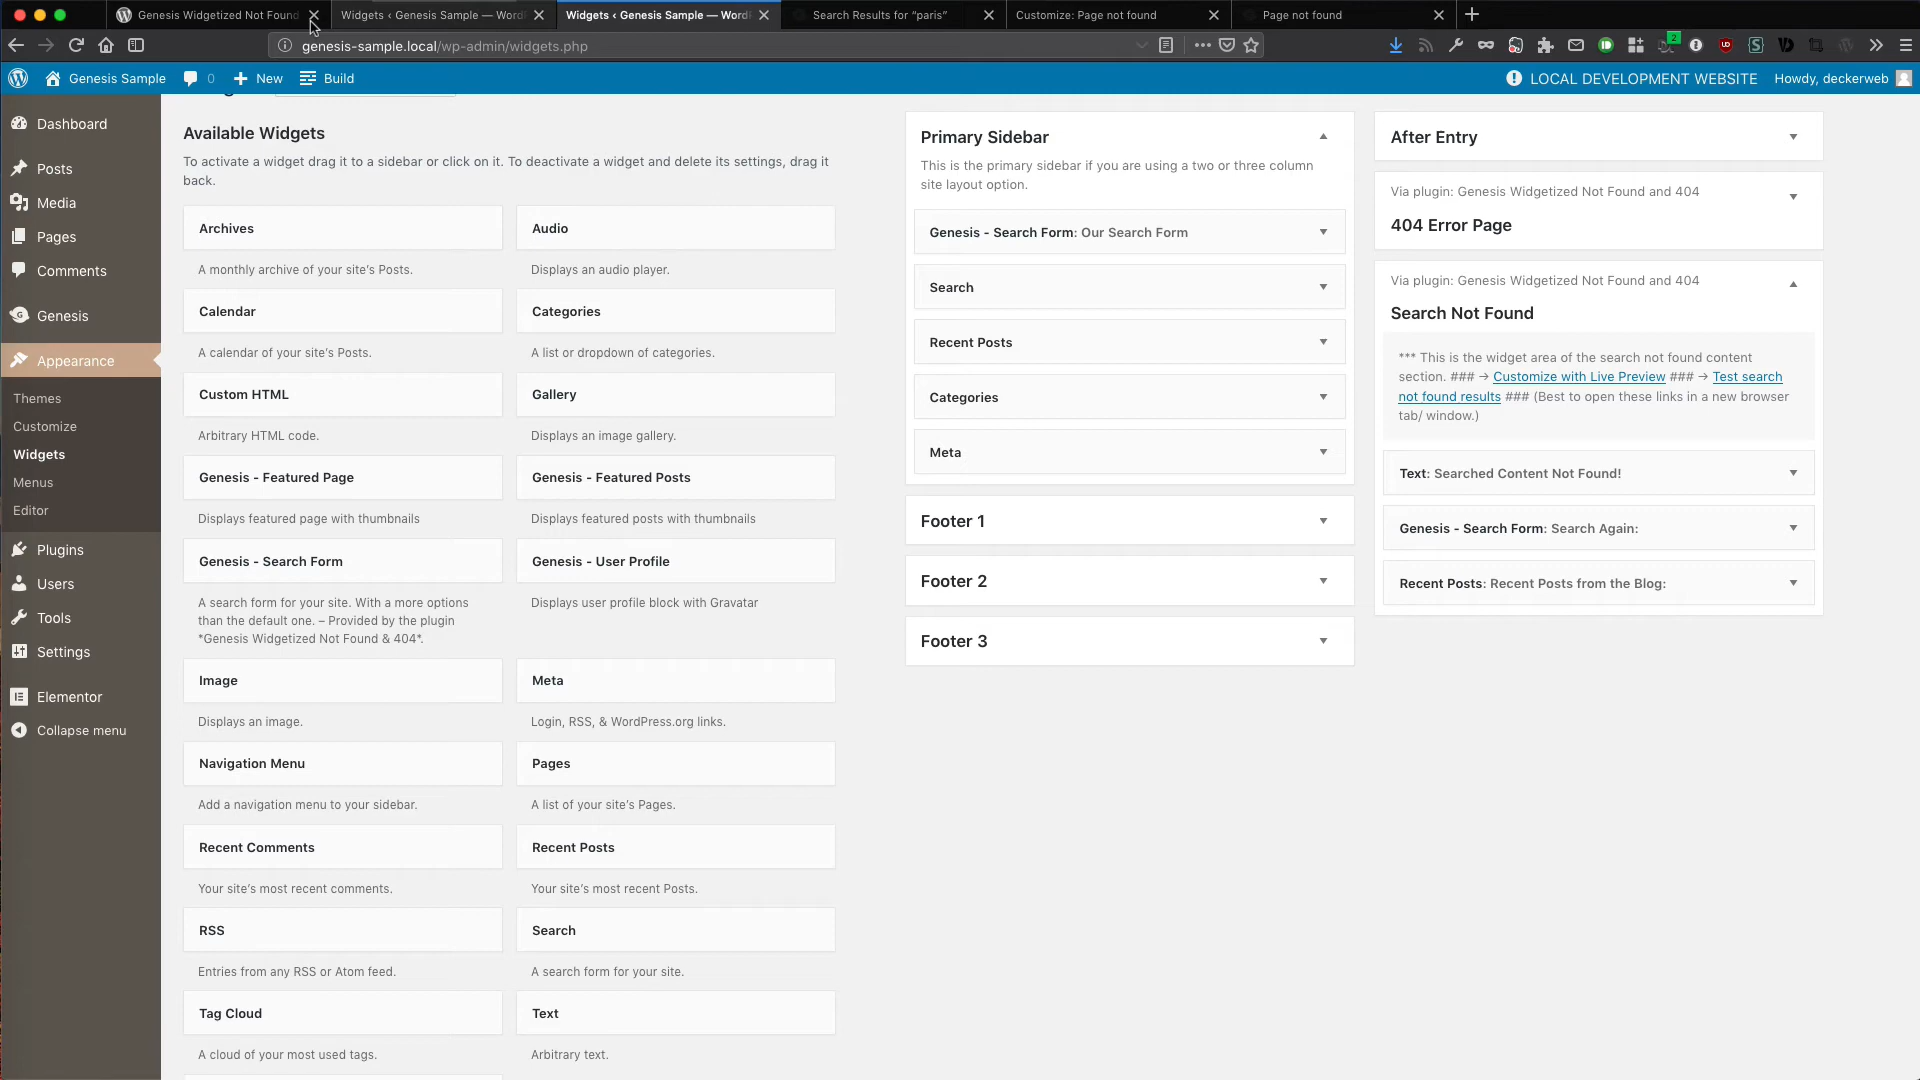 Genesis Widgetized Not Found
Widgets ‹ Genesis Sample — Word
Widgets ‹ Genesis Sample — Word
Search Results for “paris”
Customize: Page not found
Page not found
genesis-sample.local/wp-admin/widgets.php
2
Genesis Sample
0
New
Build
LOCAL DEVELOPMENT WEBSITE
Howdy, deckerweb
Dashboard
Posts
Media
Pages
Comments
Genesis
Appearance
Themes
Customize
Widgets
Menus
Editor
Plugins
Users
Tools
Settings
Elementor
Collapse menu
Available Widgets
To activate a widget drag it to a sidebar or click on it. To deactivate a widget and delete its settings, drag it
back.
Archives
A monthly archive of your site’s Posts.
Audio
Displays an audio player.
Calendar
A calendar of your site’s Posts.
Categories
A list or dropdown of categories.
Custom HTML
Arbitrary HTML code.
Gallery
Displays an image gallery.
Genesis - Featured Page
Displays featured page with thumbnails
Genesis - Featured Posts
Displays featured posts with thumbnails
Genesis - Search Form
A search form for your site. With a more options
than the default one. – Provided by the plugin
*Genesis Widgetized Not Found & 404*.
Genesis - User Profile
Displays user profile block with Gravatar
Image
Displays an image.
Meta
Login, RSS, & WordPress.org links.
Navigation Menu
Add a navigation menu to your sidebar.
Pages
A list of your site’s Pages.
Recent Comments
Your site’s most recent comments.
Recent Posts
Your site’s most recent Posts.
RSS
Entries from any RSS or Atom feed.
Search
A search form for your site.
Tag Cloud
A cloud of your most used tags.
Text
Arbitrary text.
Primary Sidebar
This is the primary sidebar if you are using a two or three column
site layout option.
Genesis - Search Form: Our Search Form
Search
Recent Posts
Categories
Meta
Footer 1
Footer 2
Footer 3
After Entry
Via plugin: Genesis Widgetized Not Found and 404
404 Error Page
Via plugin: Genesis Widgetized Not Found and 404
Search Not Found
*** This is the widget area of the search not found content
section. ### → Customize with Live Preview ### → Test search
not found results ### (Best to open these links in a new browser
tab/ window.)
Text: Searched Content Not Found!
Genesis - Search Form: Search Again:
Recent Posts: Recent Posts from the Blog: